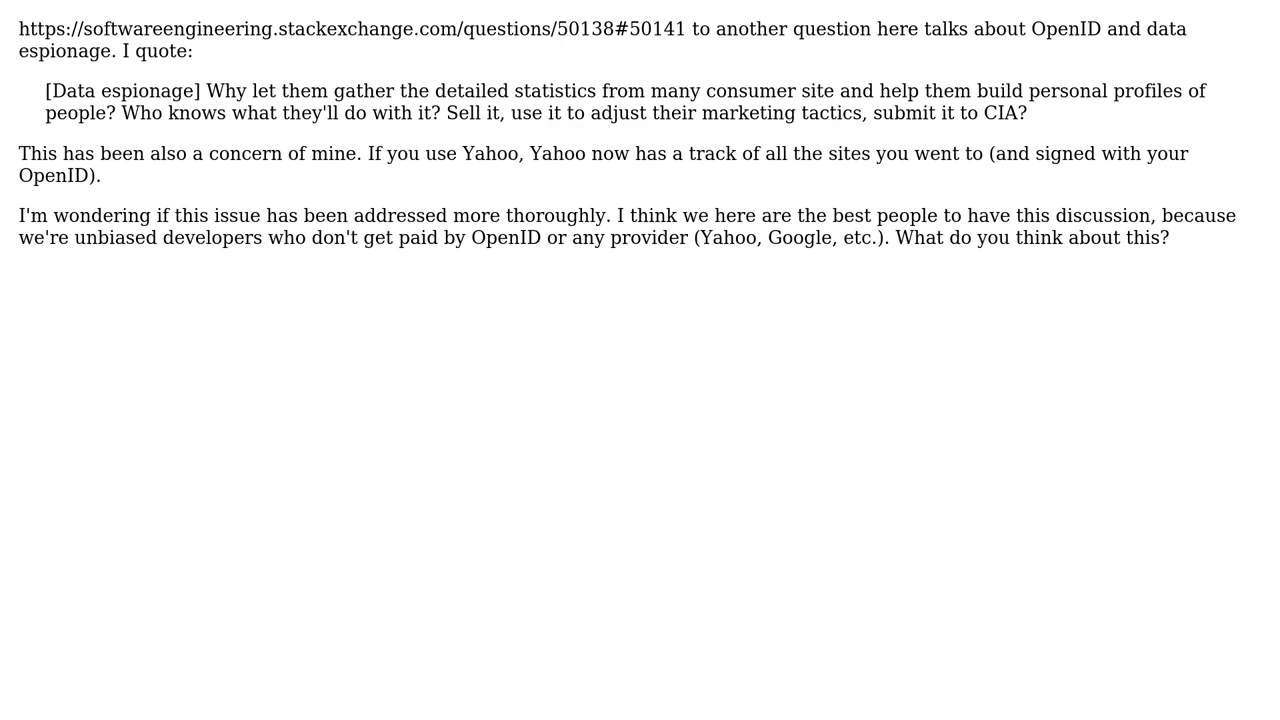 https://softwareengineering.stackexchange.com/questions/50138#50141 to another question here talks about OpenID and data
espionage. I quote:
[Data espionage] Why let them gather the detailed statistics from many consumer site and help them build personal profiles of
people? Who knows what they'll do with it? Sell it, use it to adjust their marketing tactics, submit it to CIA?
This has been also a concern of mine. If you use Yahoo, Yahoo now has a track of all the sites you went to (and signed with your
OpenID).
I'm wondering if this issue has been addressed more thoroughly. I think we here are the best people to have this discussion, because
we're unbiased developers who don't get paid by OpenID or any provider (Yahoo, Google, etc.). What do you think about this?